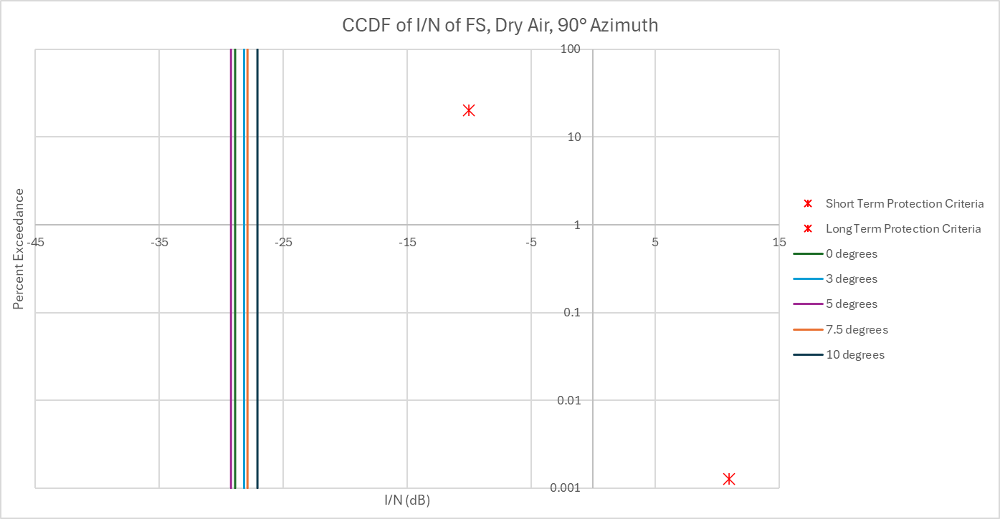 CCDF of I/N of FS, Dry Air, 90° Azimuth
100
10
1
-45 -35 -25 -15 -5 5 15
0.1
0.01
0.001
Percent Exceedance
I/N (dB)
Short Term Protection Criteria
Long Term Protection Criteria
0 degrees
3 degrees
5 degrees
7.5 degrees
10 degrees